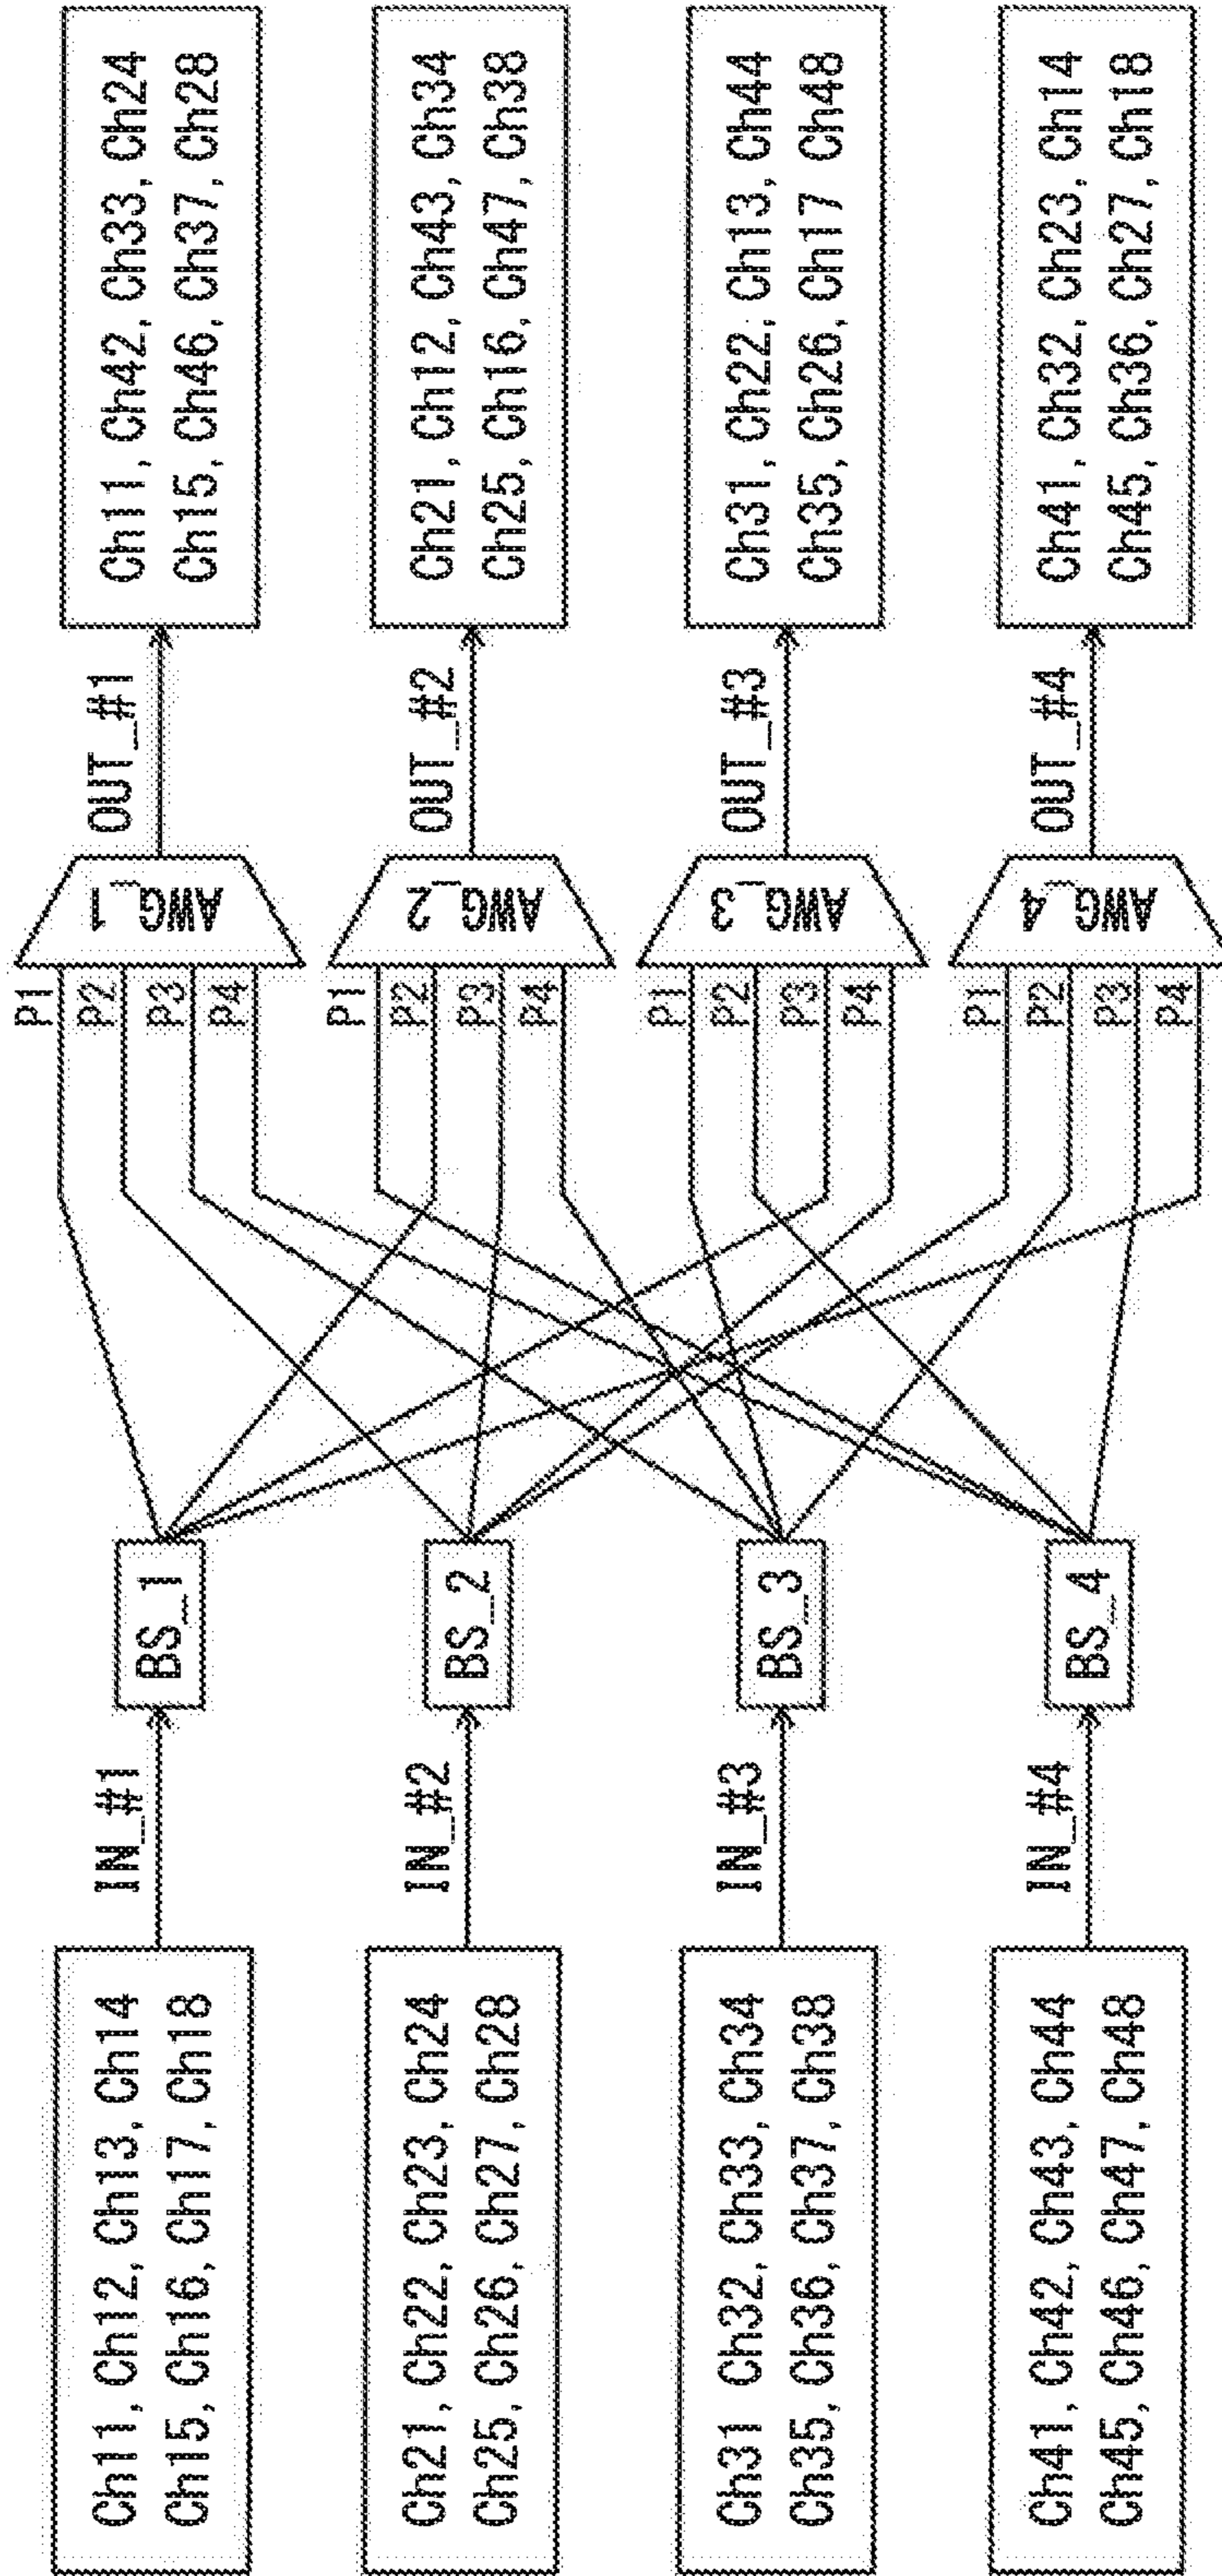 Ch11, Ch12, Ch13, Ch14
Ch15, Ch16, Ch17, Ch18
IN_#1
BS_1
P1
P2
P3
P4
AWG_1
OUT_#1
Ch11, Ch42, Ch33, Ch24
Ch15, Ch46, Ch37, Ch28
Ch21, Ch22, Ch23, Ch24
Ch25, Ch26, Ch27, Ch28
IN_#2
BS_2
P1
P2
P3
P4
AWG_2
OUT_#2
Ch21, Ch12, Ch43, Ch34
Ch25, Ch16, Ch47, Ch38
Ch31 Ch32, Ch33, Ch34
Ch35, Ch36, Ch37, Ch38
IN_#3
BS_3
P1
P2
P3
P4
AWG_3
OUT_#3
Ch31, Ch22, Ch13, Ch44
Ch35, Ch26, Ch17 Ch48
Ch41, Ch42, Ch43, Ch44
Ch45, Ch46, Ch47, Ch48
IN_#4
BS_4
P1
P2
P3
P4
AWG_4
OUT_#4
Ch41, Ch32, Ch23, Ch14
Ch45, Ch36, Ch27, Ch18